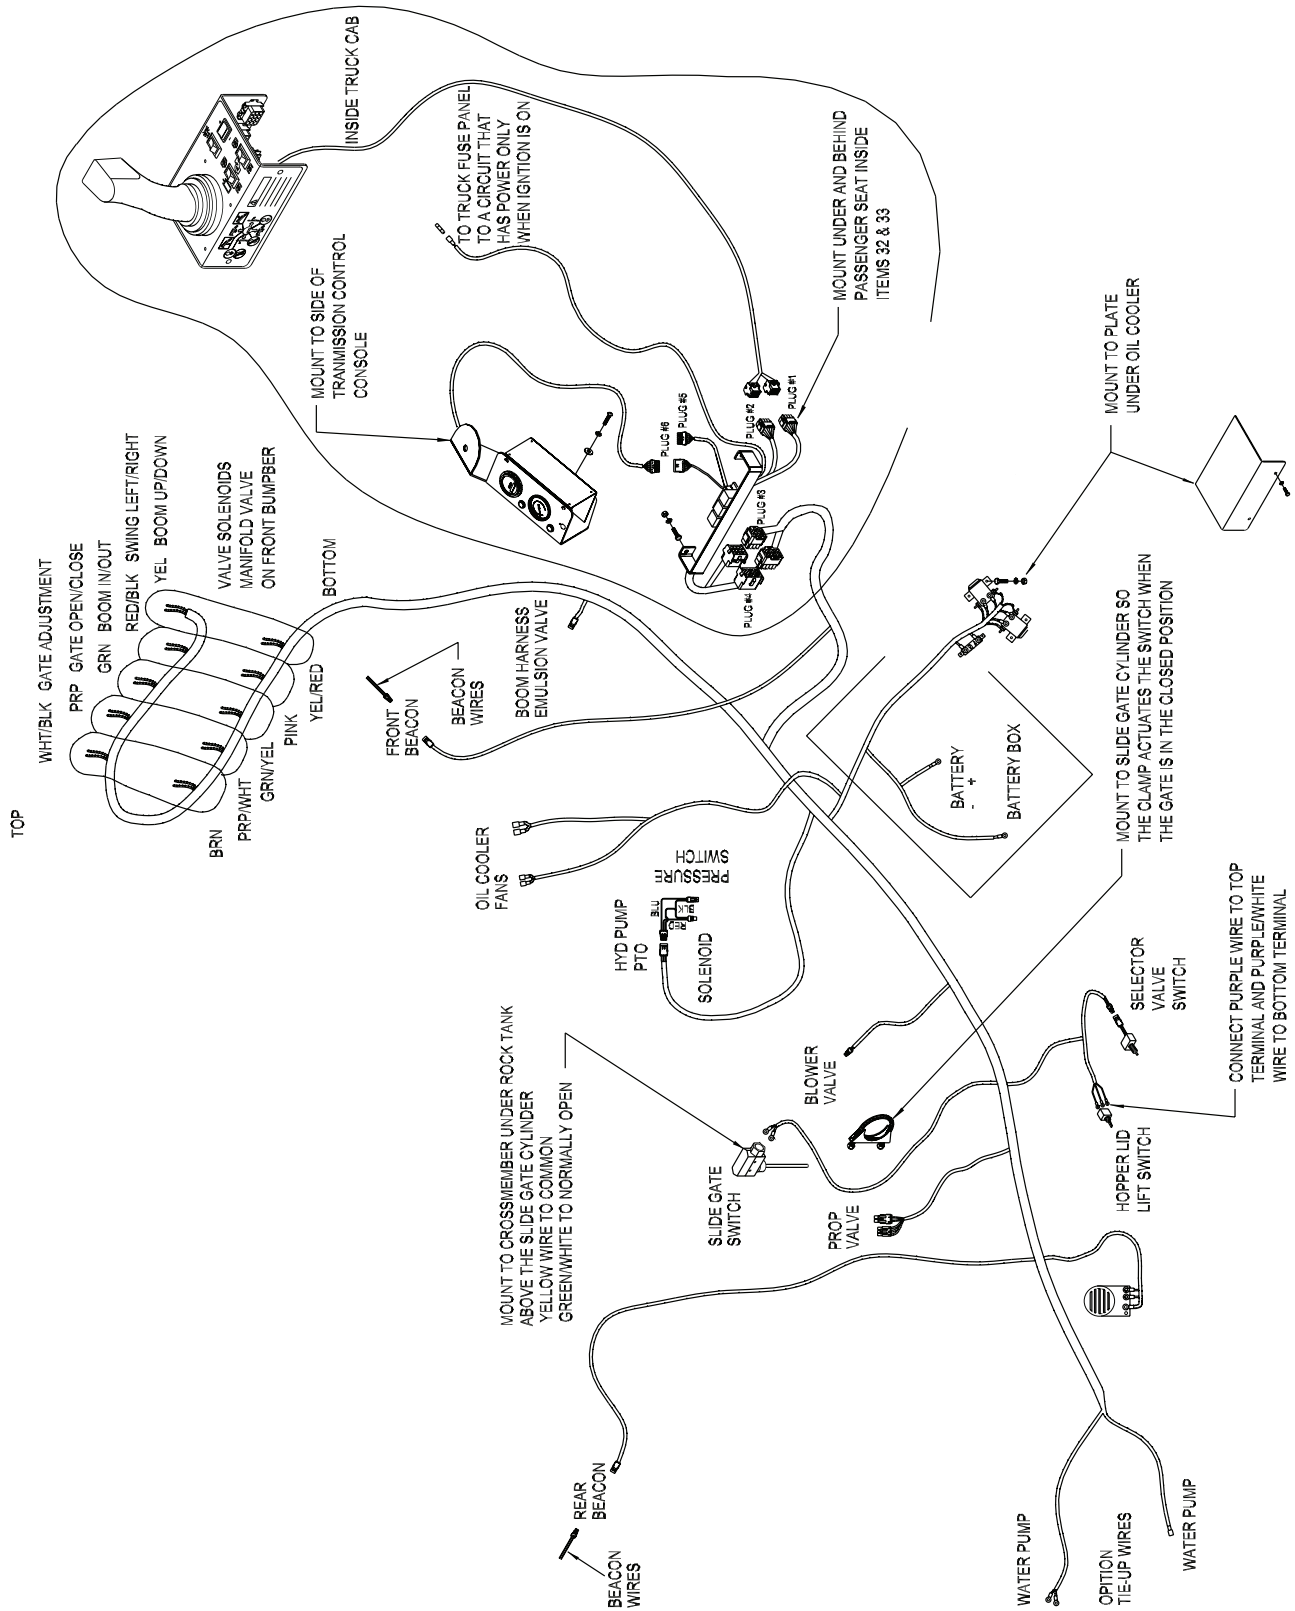 TOP
WHT/BLK GATE ADJUSTMENT
PRP GATE OPEN/CLOSE
GRN BOOM IN/OUT
RED/BLK SWING LEFT/RIGHT
YEL BOOM UP/DOWN
VALVE SOLENOIDS
MANIFOLD VALVE
ON FRONT BUMPBER
BOTTOM
BRN
PRP/WHT
GRN/YEL
PINK
YEL/RED
INSIDE TRUCK CAB
MOUNT TO SIDE OF
TRANMISSION CONTROL
CONSOLE
TO TRUCK FUSE PANEL
TO A CIRCUIT THAT
HAS POWER ONLY
WHEN IGNTION IS ON
MOUNT UNDER AND BEHIND
PASSENGER SEAT INSIDE
ITEMS 32 & 33
PLUG #6
PLUG #5
PLUG #2
PLUG #1
PLUG #3
PLUG #4
FRONT
BEACON
BEACON
WIRES
BOOM HARNESS
EMULSION VALVE
MOUNT TO PLATE
UNDER OIL COOLER
OIL COOLER
FANS
HYD PUMP
PTO
SOLENOID
BLU
BLK
RED
PRESSURE
SWITCH
BATTERY
- +
BATTERY BOX
MOUNT TO SLIDE GATE CYLINDER SO
THE CLAMP ACTUATES THE SWITCH WHEN
THE GATE IS IN THE CLOSED POSITION
MOUNT TO CROSSMEMBER UNDER ROCK TANK
ABOVE THE SLIDE GATE CYLINDER
YELLOW WIRE TO COMMON
GREEN/WHITE TO NORMALLY OPEN
BLOWER
VALVE
SLIDE GATE
SWITCH
PROP
VALVE
SELECTOR
VALVE
SWITCH
HOPPER LID
LIFT SWITCH
CONNECT PURPLE WIRE TO TOP
TERMINAL AND PURPLE/WHITE
WIRE TO BOTTOM TERMINAL
REAR
BEACON
BEACON
WIRES
WATER PUMP
OPITION
TIE-UP WIRES
WATER PUMP